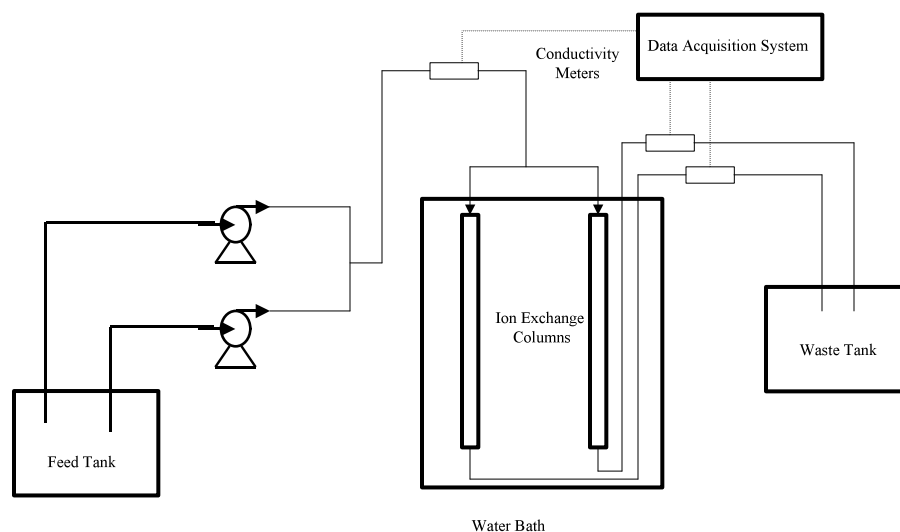 Data Acquisition System
Conductivity
Meters
Ion Exchange
Columns
Waste Tank
Feed Tank
Water Bath